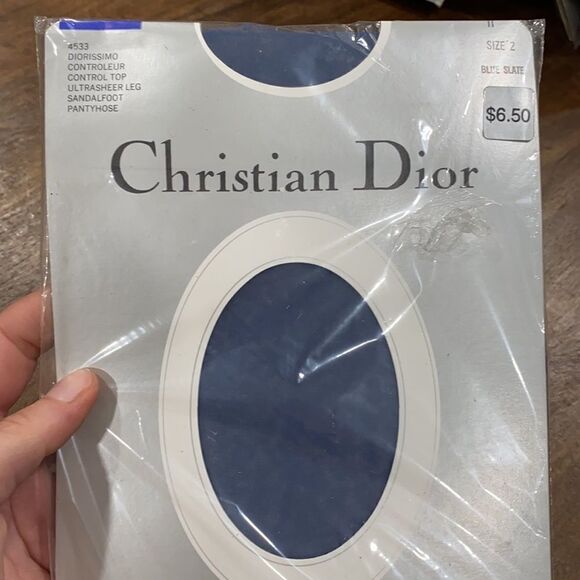 4533
DIORISSIMO
CONTROLEUR
CONTROL TOP
ULTRASHEER LEG
SANDALFOOT
PANTYHOSE
SIZE 2
BLUE SLATE
$6.50
Christian Dior